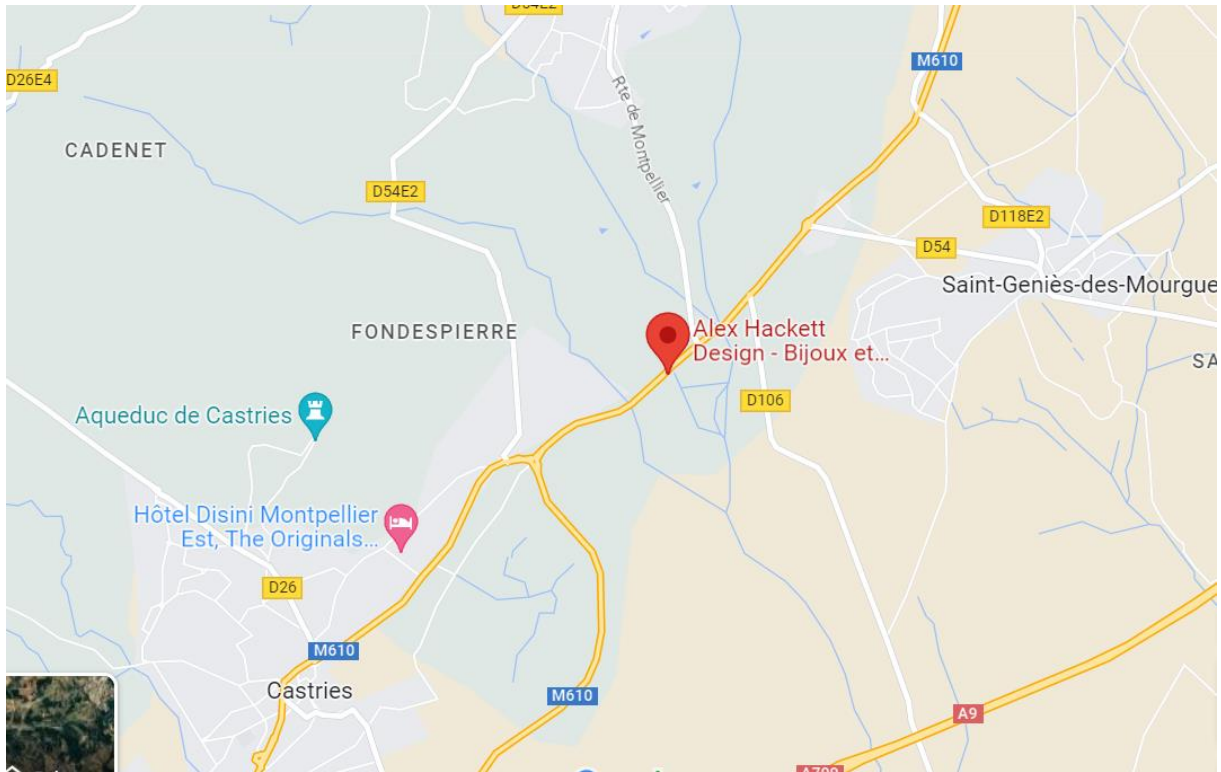 D54E2
M610
D26E4
Rte de Montpellier
CADENET
D54E2
D118E2
D54
Saint-Geniès-des-Mourgue
FONDESPIERRE
Alex Hackett
Design - Bijoux et...
SA
D106
Aqueduc de Castries
Hôtel Disini Montpellier
Est, The Originals...
D26
M610
Castries
M610
A9